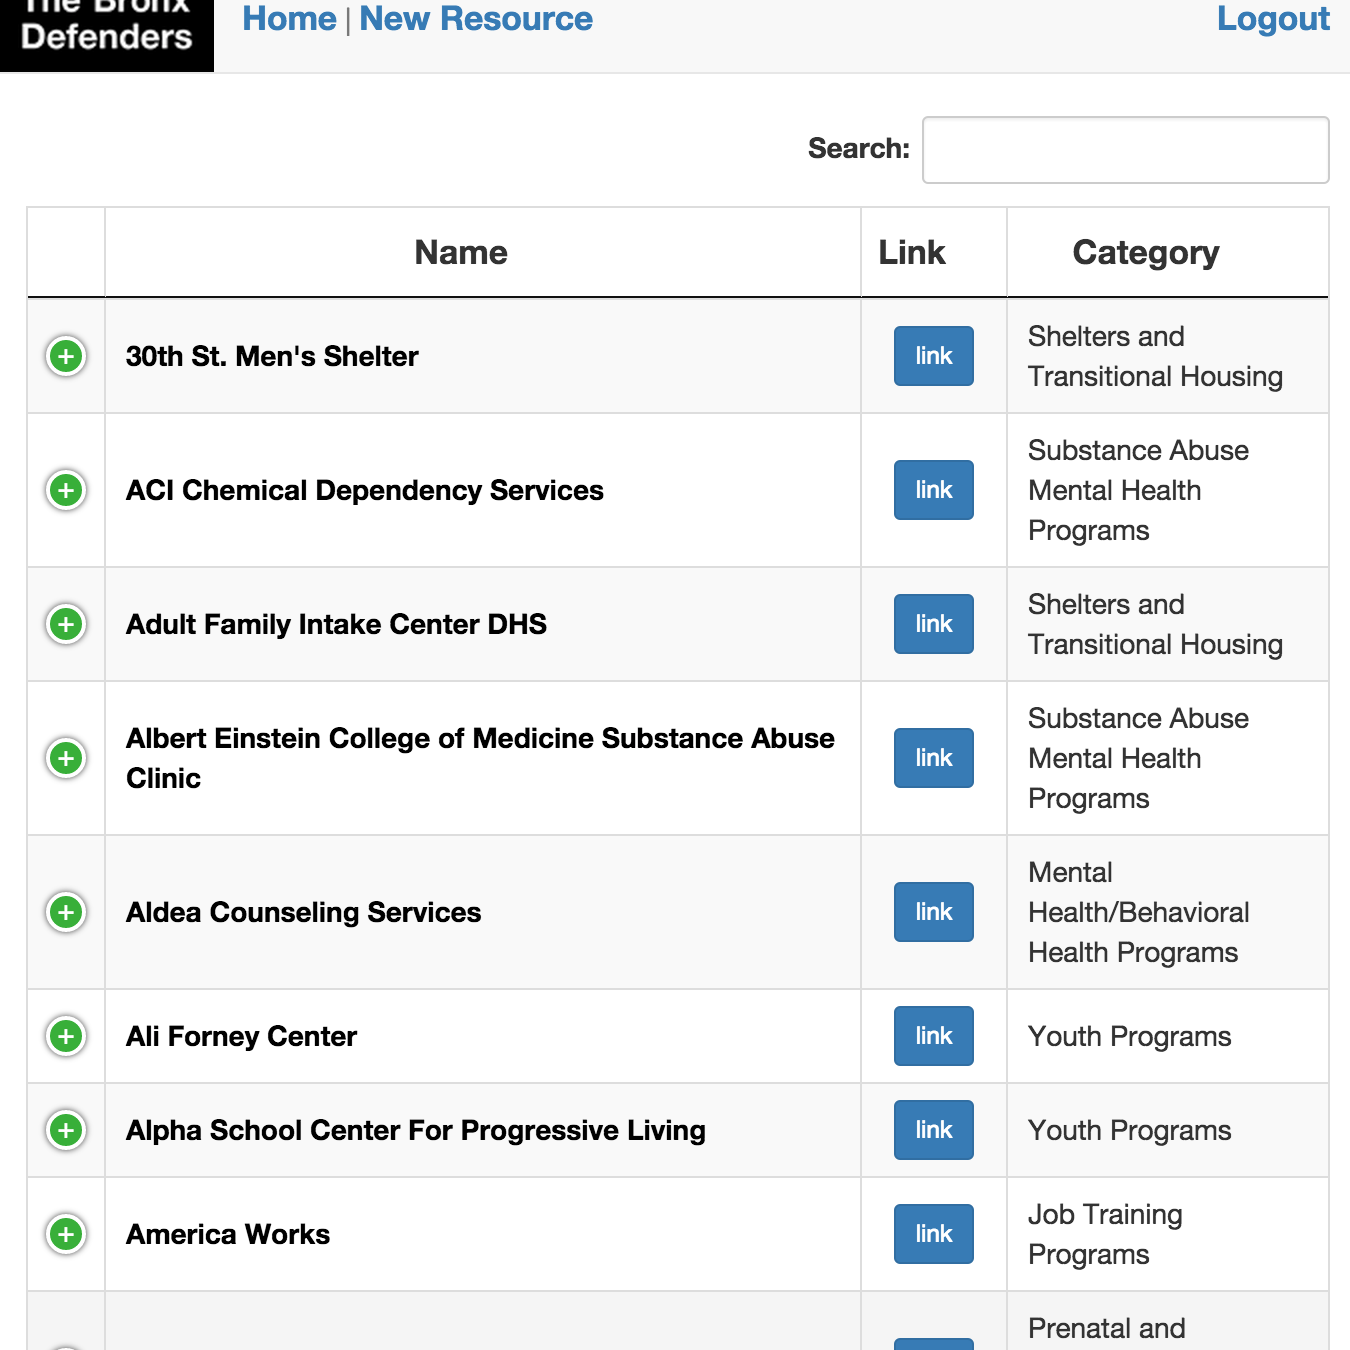 The Bronx
Defenders
Home | New Resource
Logout
Search:
Name
Link
Category
30th St. Men's Shelter
link
Shelters and
Transitional Housing
ACI Chemical Dependency Services
link
Substance Abuse
Mental Health
Programs
Adult Family Intake Center DHS
link
Shelters and
Transitional Housing
Albert Einstein College of Medicine Substance Abuse
Clinic
link
Substance Abuse
Mental Health
Programs
Aldea Counseling Services
link
Mental
Health/Behavioral
Health Programs
Ali Forney Center
link
Youth Programs
Alpha School Center For Progressive Living
link
Youth Programs
America Works
link
Job Training
Programs
Prenatal and